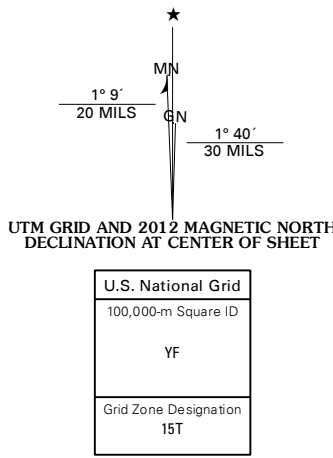 ★
MN
1° 9´
20 MILS
GN
1° 40´
30 MILS
UTM GRID AND 2012 MAGNETIC NORTH
DECLINATION AT CENTER OF SHEET
U.S. National Grid
100,000-m Square ID
YF
Grid Zone Designation
15T